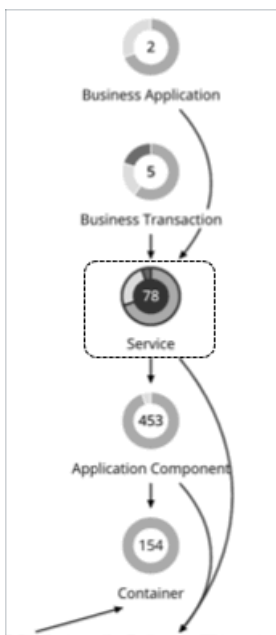 2
Business Application
5
Business Transaction
78
Service
453
Application Component
154
Container